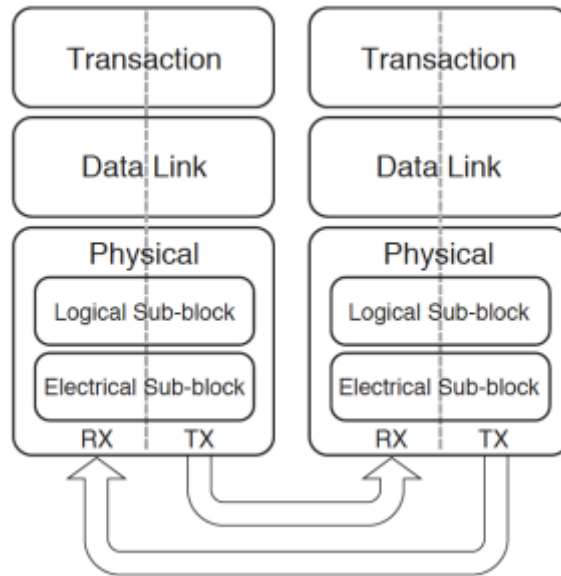 Transaction
Data Link
Physical
Logical Sub-block
Electrical Sub-block
RX TX
Transaction
Data Link
Physical
Logical Sub-block
Electrical Sub-block
RX TX